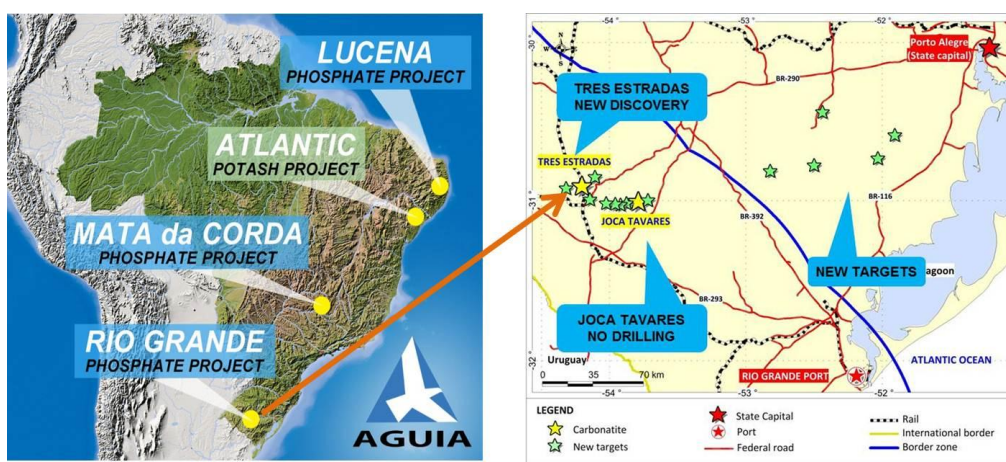 LUCENA
PHOSPHATE PROJECT
ATLANTIC
POTASH PROJECT
MATA da CORDA
PHOSPHATE PROJECT
RIO GRANDE
PHOSPHATE PROJECT
AGUIA
-54
-53
-52
-30
-30
Porto Alegre
(State capital)
BR-290
TRES ESTRADAS
NEW DISCOVERY
TRES ESTRADAS
-31
-31
JOCA TAVARES
BR-116
BR-392
NEW TARGETS
agoon
BR-293
JOCA TAVARES
NO DRILLING
Uruguay
ATLANTIC OCEAN
-32
-32
RIO GRANDE PORT
0 35 70 km
-54
-53
-52
LEGEND
Carbonatite
New targets
State Capital
Port
Federal road
Rail
International border
Border zone